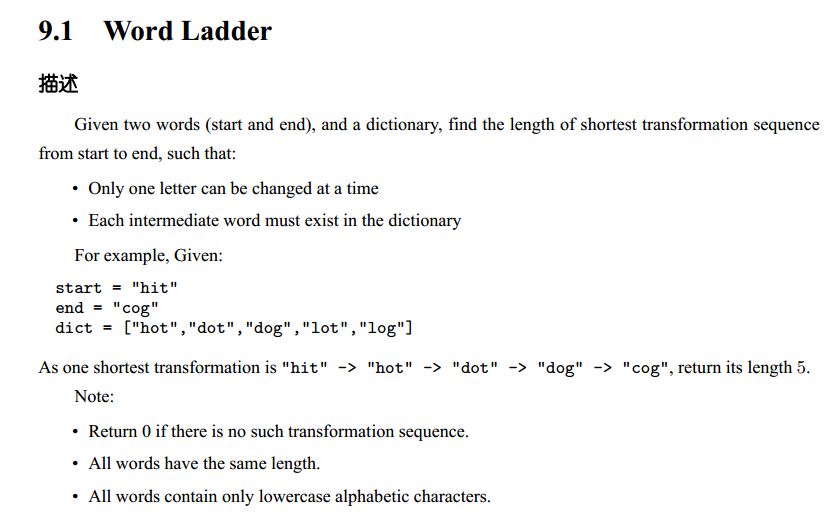 9.1 Word Ladder
描述
Given two words (start and end), and a dictionary, find the length of shortest transformation sequence
from start to end, such that:
• Only one letter can be changed at a time
• Each intermediate word must exist in the dictionary
For example, Given:
start = "hit"
end = "cog"
dict = ["hot","dot","dog","lot","log"]
As one shortest transformation is "hit" -> "hot" -> "dot" -> "dog" -> "cog", return its length 5.
Note:
• Return 0 if there is no such transformation sequence.
• All words have the same length.
• All words contain only lowercase alphabetic characters.